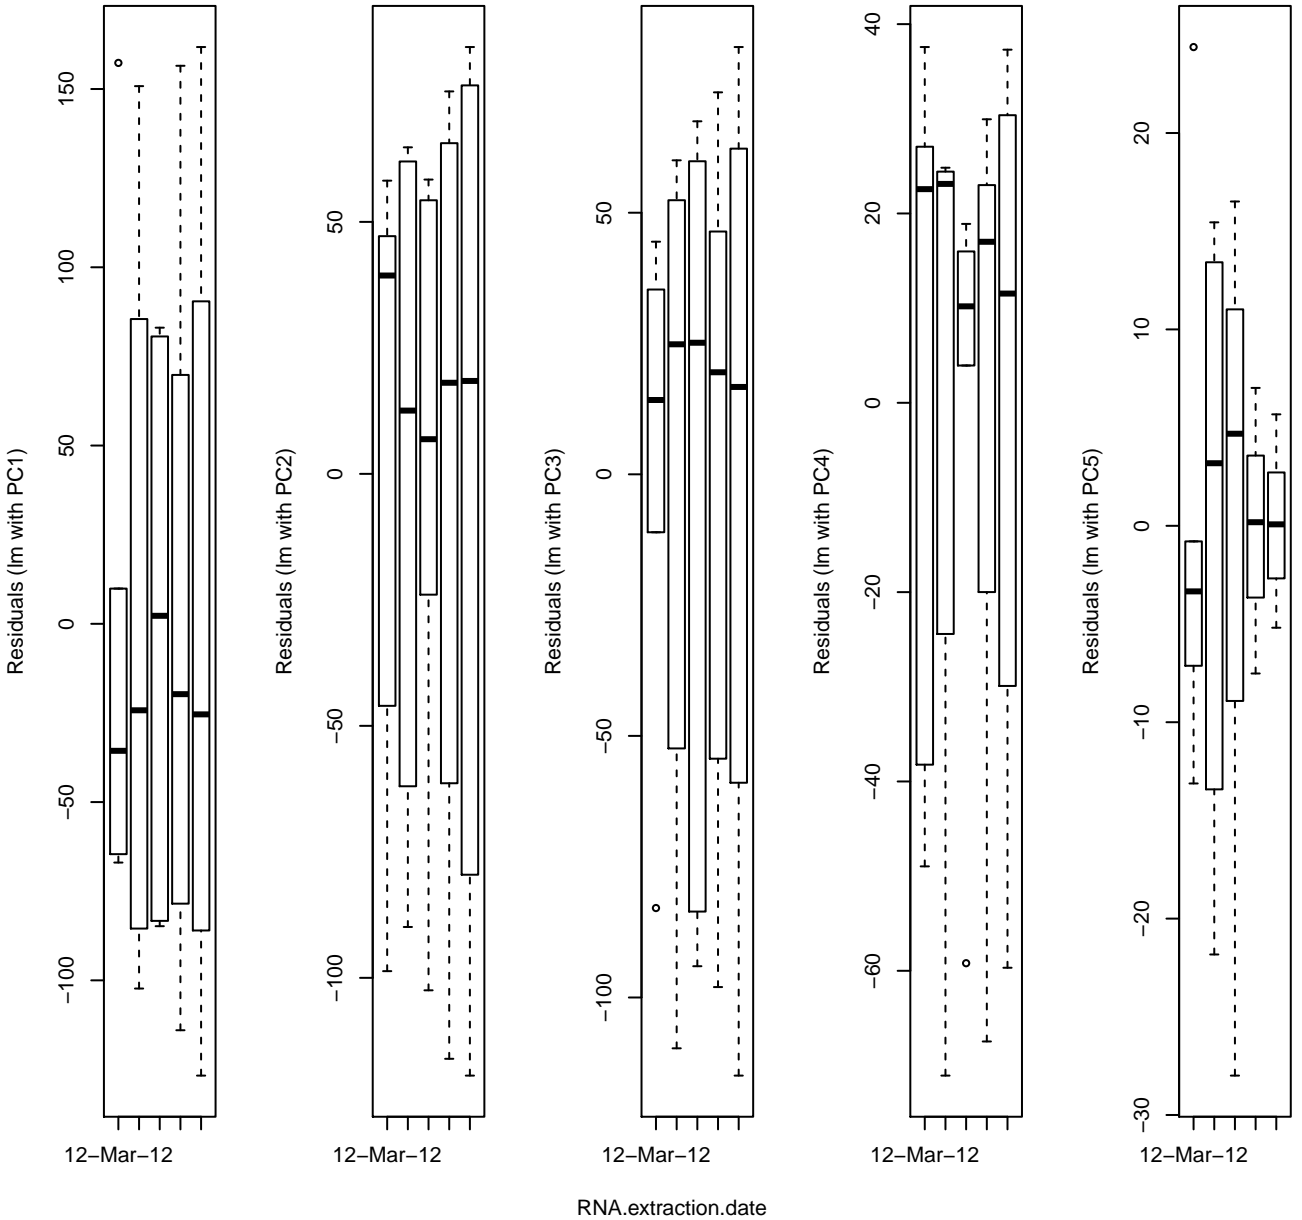 Residuals (lm with PC1)
150
100
50
0
−50
−100
12−Mar−12
Residuals (lm with PC2)
50
0
−50
−100
12−Mar−12
Residuals (lm with PC3)
50
0
−50
−100
12−Mar−12
Residuals (lm with PC4)
40
20
0
−20
−40
−60
12−Mar−12
Residuals (lm with PC5)
20
10
0
−10
−20
−30
12−Mar−12
RNA.extraction.date